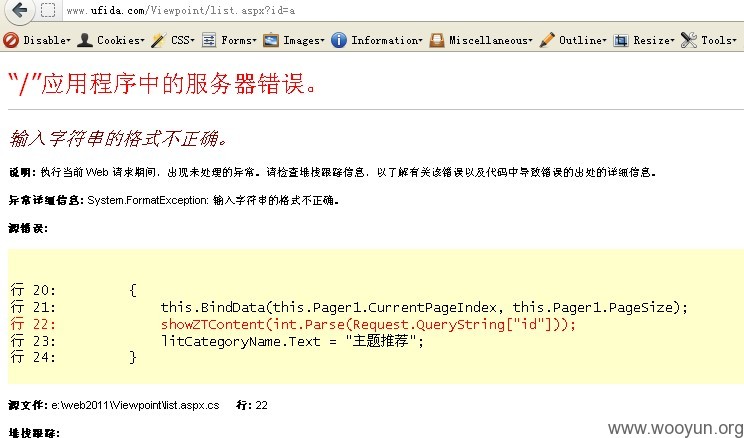 www.ufida.com/Viewpoint/list.aspx?id=a
Disable▾ Cookies▾ CSS▾ Forms▾ Images▾ Information▾ Miscellaneous▾ Outline▾ Resize▾ Tools▾
“/”应用程序中的服务器错误。
输入字符串的格式不正确。
说明: 执行当前 Web 请求期间，出现未处理的异常。请检查堆栈跟踪信息，以了解有关该错误以及代码中导致错误的出处的详细信息。
异常详细信息: System.FormatException: 输入字符串的格式不正确。
源错误:
行 20: {
行 21: this.BindData(this.Pager1.CurrentPageIndex, this.Pager1.PageSize);
行 22: showZTContent(int.Parse(Request.QueryString["id"]));
行 23: litCategoryName.Text = "主题推荐";
行 24: }
源文件: e:\web2011\Viewpoint\list.aspx.cs 行: 22
堆栈跟踪:
www.wooyun.org